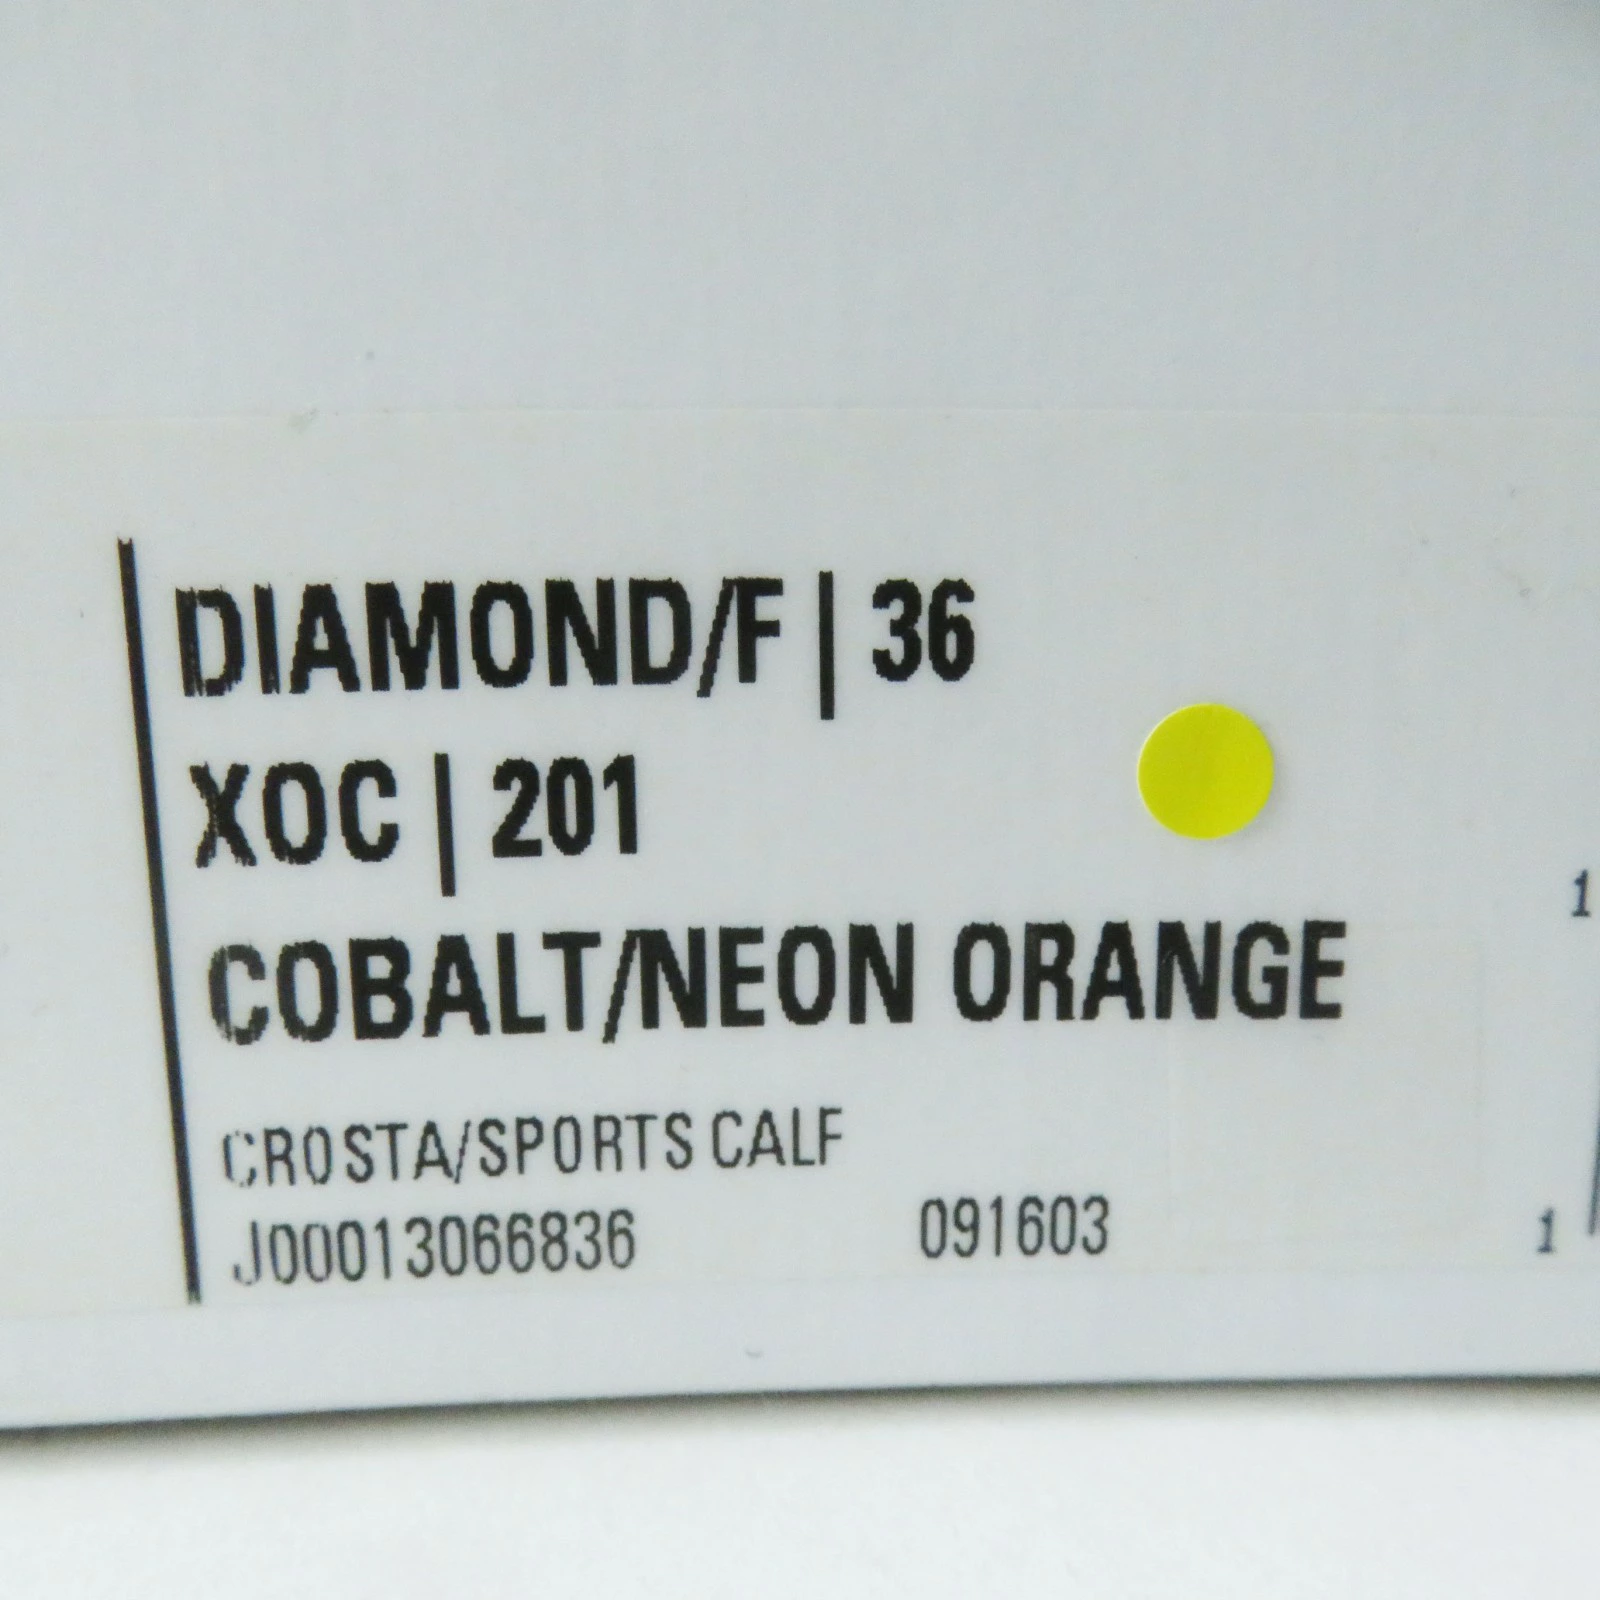 DIAMOND/F | 36
XOC | 201
COBALT/NEON ORANGE
CROSTA/SPORTS CALF
J00013066836 091603
1
1